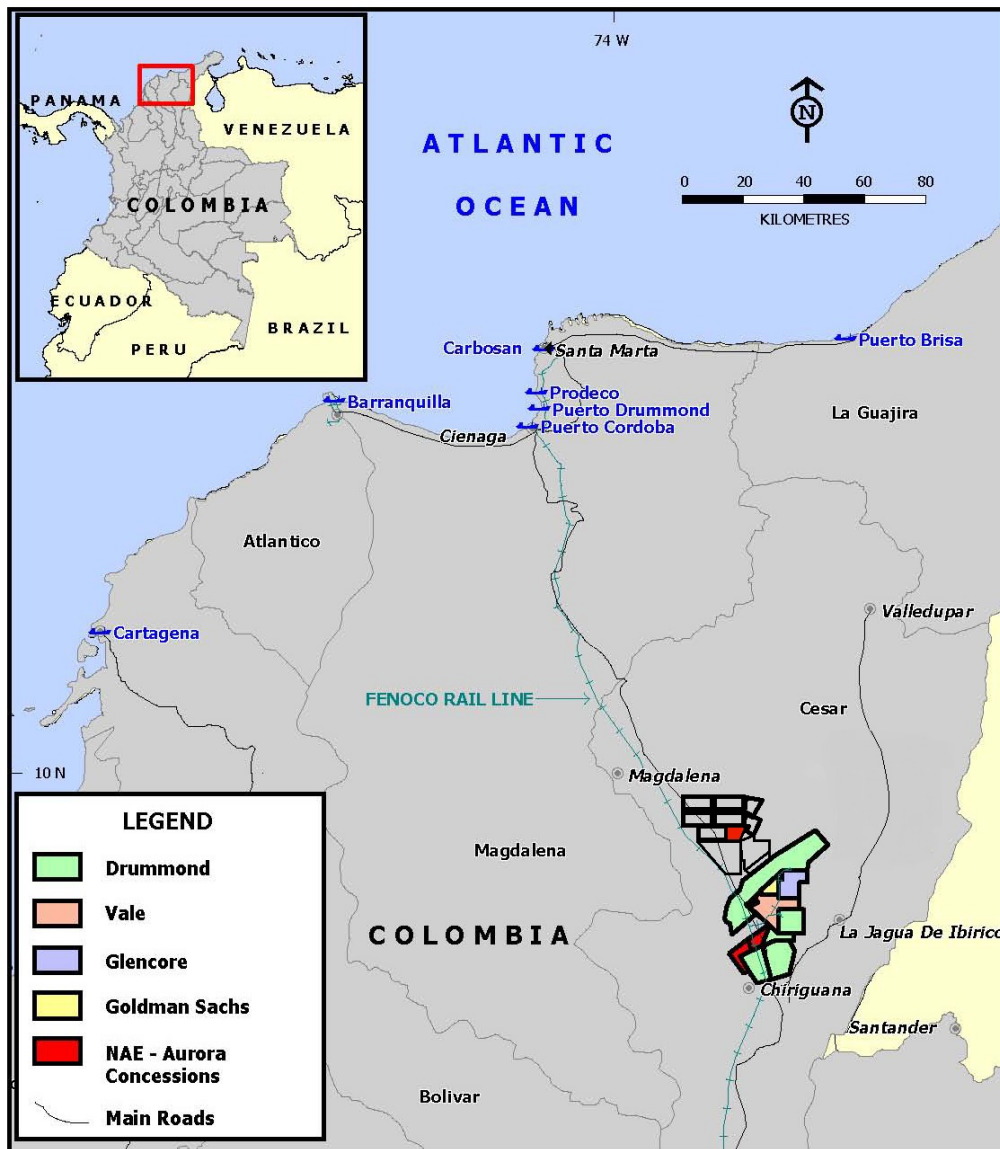 74 W
PANAMA
VENEZUELA
COLOMBIA
ECUADOR
PERU
BRAZIL
ATLANTIC
OCEAN
N
0 20 40 60 80
KILOMETRES
Carbosan
Santa Marta
Puerto Brisa
Prodeco
Puerto Drummond
Puerto Cordoba
Barranquilla
Cienaga
La Guajira
Atlantico
Cartagena
Valledupar
FENOCO RAIL LINE
Cesar
10 N
Magdalena
Magdalena
COLOMBIA
La Jagua De Ibirico
Chiriguana
Santander
Bolivar
LEGEND
Drummond
Vale
Glencore
Goldman Sachs
NAE - Aurora
Concessions
Main Roads